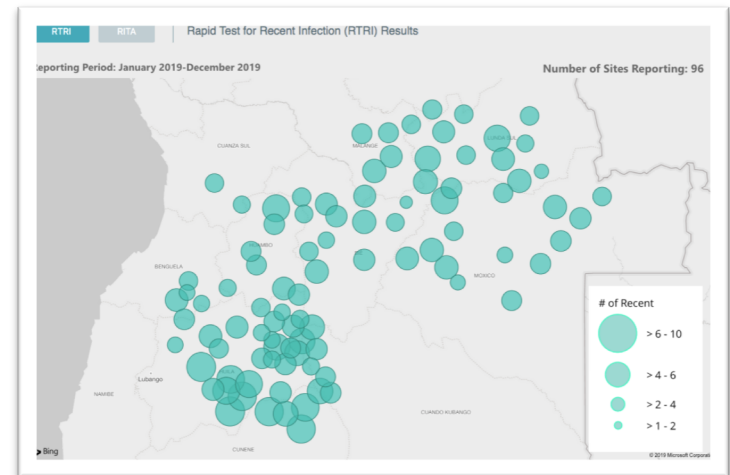 RTRI
RITA
Rapid Test for Recent Infection (RTRI) Results
eporting Period: January 2019-December 2019
Number of Sites Reporting: 96
CUANZA SUL
MALANGE
LUNDA SUL
HUAMBO
BENGUELA
MOXICO
# of Recent
> 6 - 10
> 4 - 6
> 2 - 4
> 1 - 2
HUILA
Lubango
NAMIBE
CUANDO KUBANGO
CUNENE
Bing
© 2019 Microsoft Corporati